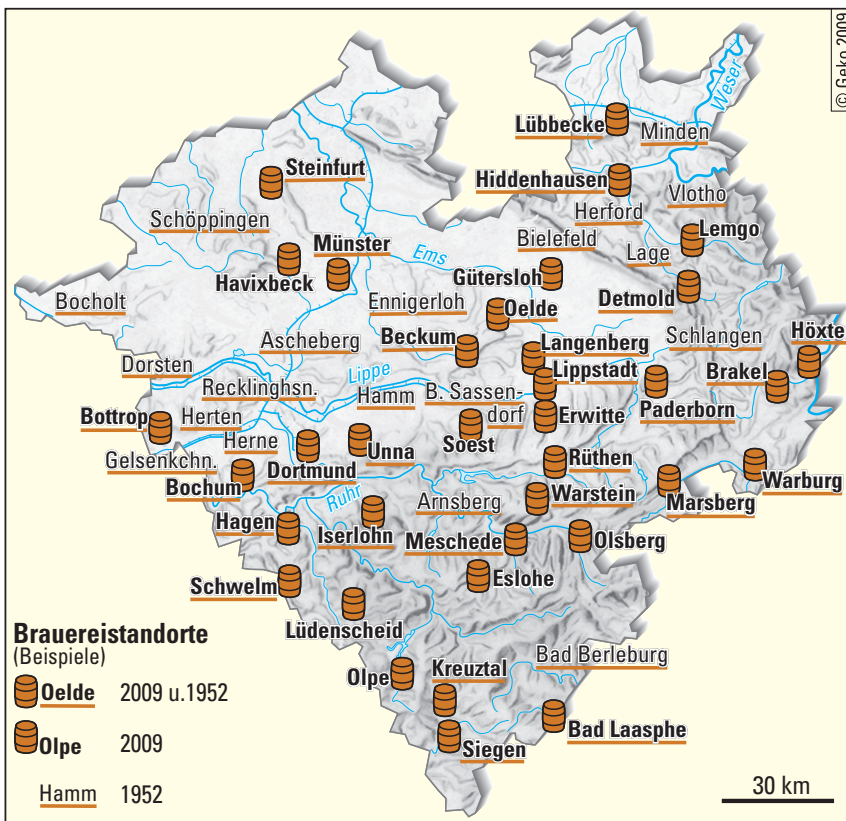 © Geko 2009
Weser
Lübbecke
Minden
Steinfurt
Hiddenhausen
Vlotho
Schöppingen
Herford
Münster
Bielefeld
Lemgo
Ems
Lage
Havixbeck
Gütersloh
Bocholt
Ennigerloh
Detmold
Oelde
Ascheberg
Beckum
Schlangen
Höxte
Langenberg
Dorsten
Lippe
Lippstadt
Recklinghsn.
Hamm
B. Sassen-
dorf
Paderborn
Brakel
Bottrop
Herten
Erwitte
Herne
Unna
Soest
Gelsenkchn.
Dortmund
Rüthen
Bochum
Warburg
Ruhr
Arnsberg
Warstein
Marsberg
Hagen
Iserlohn
Meschede
Olsberg
Schwelm
Eslohe
Lüdenscheid
Brauereistandorte
(Beispiele)
Bad Berleburg
Olpe
Kreuztal
Oelde 2009 u.1952
Bad Laasphe
Olpe 2009
Siegen
Hamm 1952
30 km